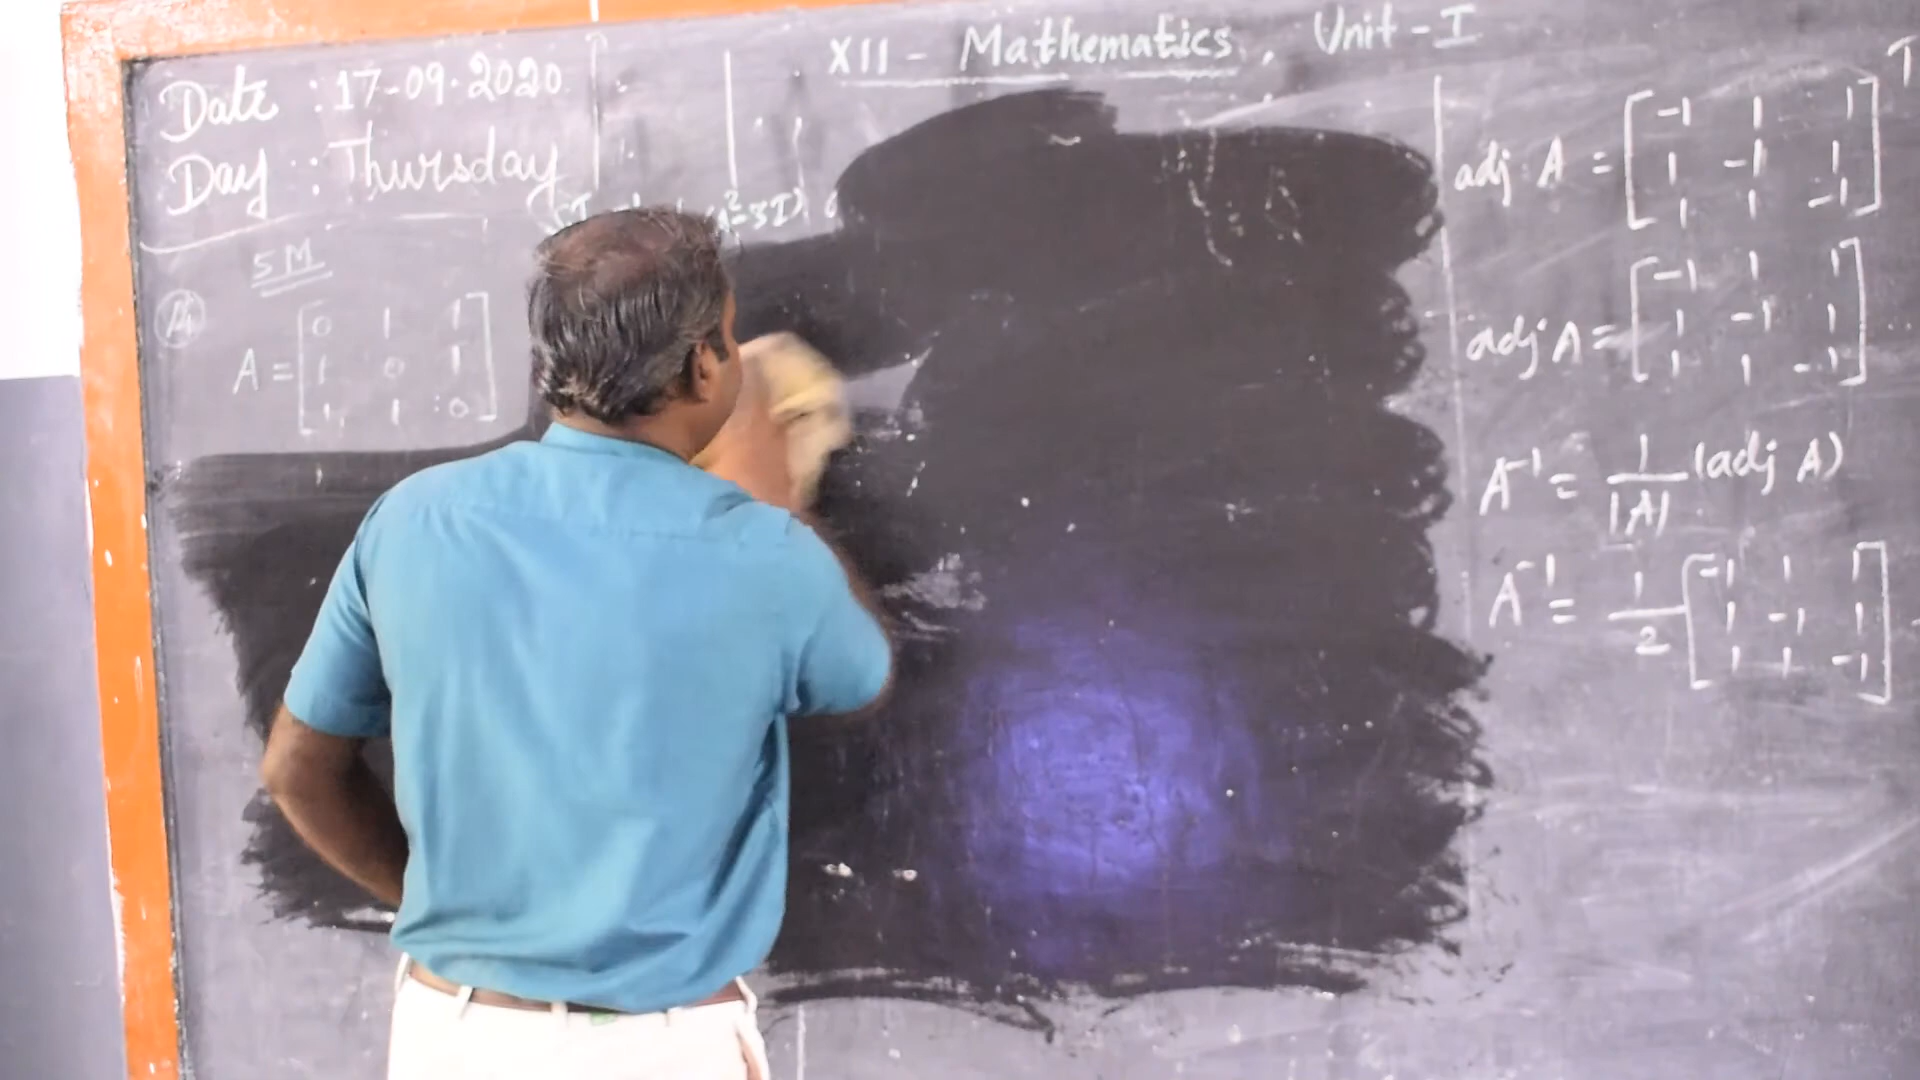 XII - Mathematics, Unit - I
Date : 17-09-2020
Day : Thursday
5M
A = [0 1 1
1 0 1
1 1 0]
adj A = [-1 1 1
1 -1 1
1 1 -1]ᵀ
adj A = [-1 1 1
1 -1 1
1 1 -1]
A⁻¹ = 1/|A| (adj A)
A⁻¹ = 1/2 [-1 1 1
1 -1 1
1 1 -1]